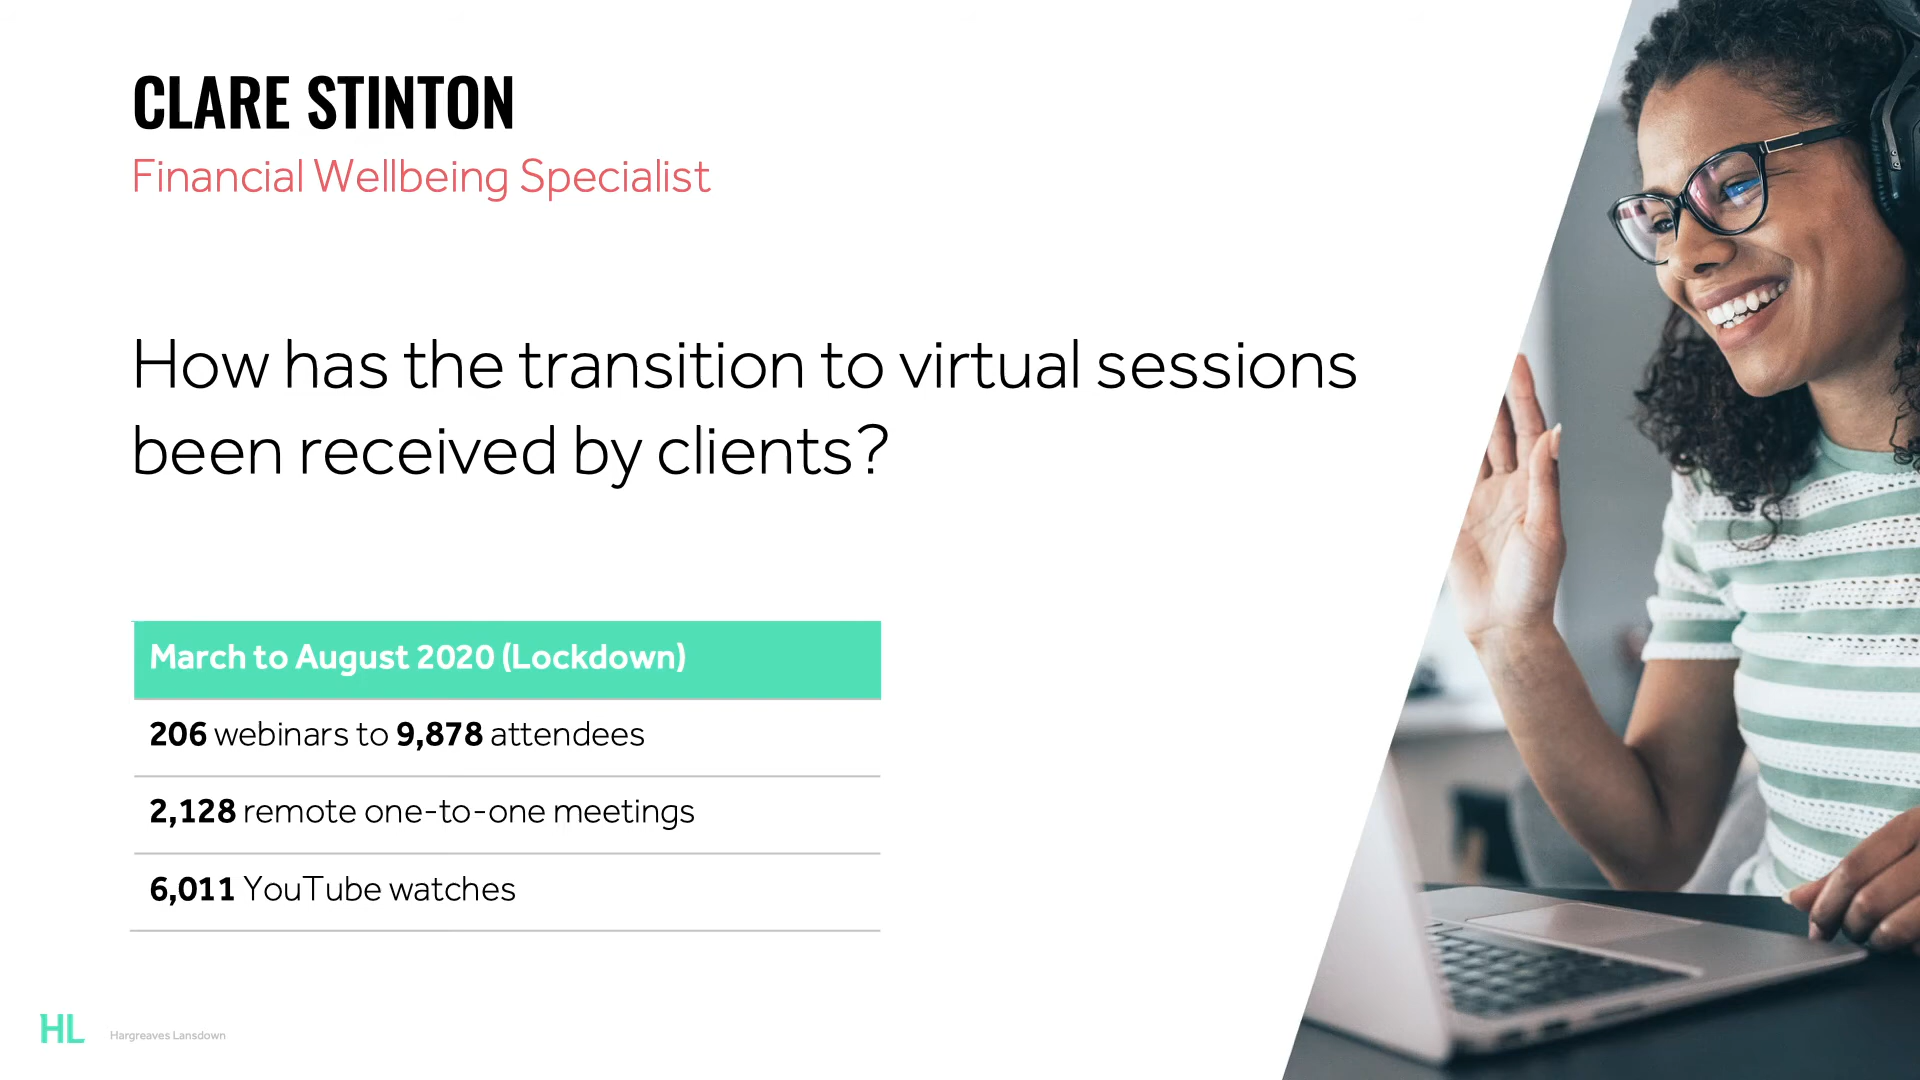 CLARE STINTON
Financial Wellbeing Specialist
How has the transition to virtual sessions
been received by clients?
March to August 2020 (Lockdown)
206 webinars to 9,878 attendees
2,128 remote one-to-one meetings
6,011 YouTube watches
HL Hargreaves Lansdown